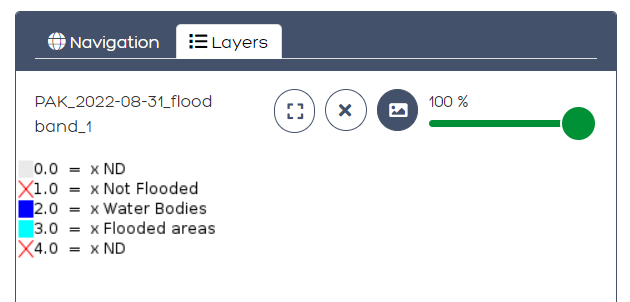 Navigation
Layers
PAK_2022-08-31_flood
band_1
100 %
0.0 = x ND
1.0 = x Not Flooded
2.0 = x Water Bodies
3.0 = x Flooded areas
4.0 = x ND